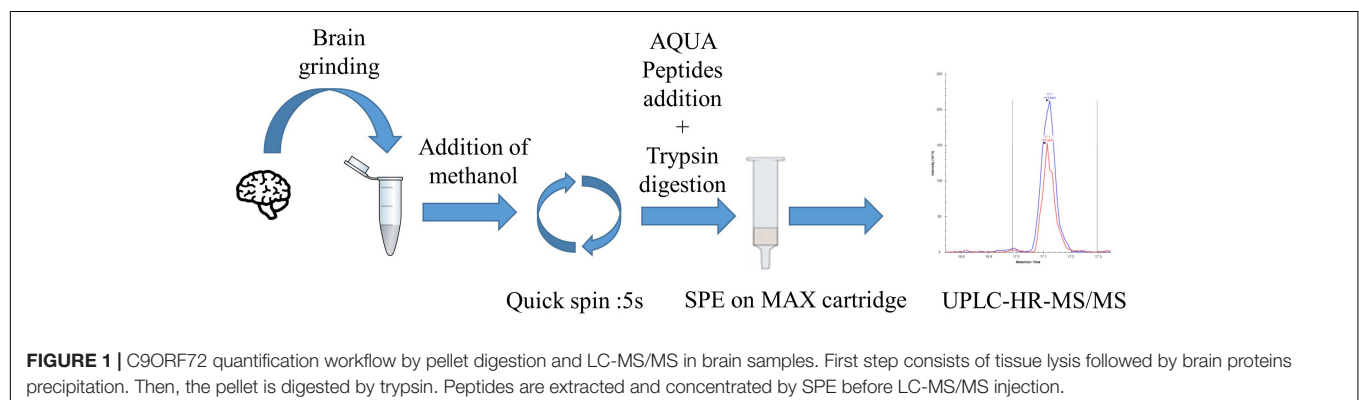 Brain
grinding
Addition of
methanol
AQUA
Peptides
addition
+
Trypsin
digestion
Quick spin :5s
SPE on MAX cartridge
UPLC-HR-MS/MS
Retention Time
FIGURE 1 | C9ORF72 quantification workflow by pellet digestion and LC-MS/MS in brain samples. First step consists of tissue lysis followed by brain proteins
precipitation. Then, the pellet is digested by trypsin. Peptides are extracted and concentrated by SPE before LC-MS/MS injection.